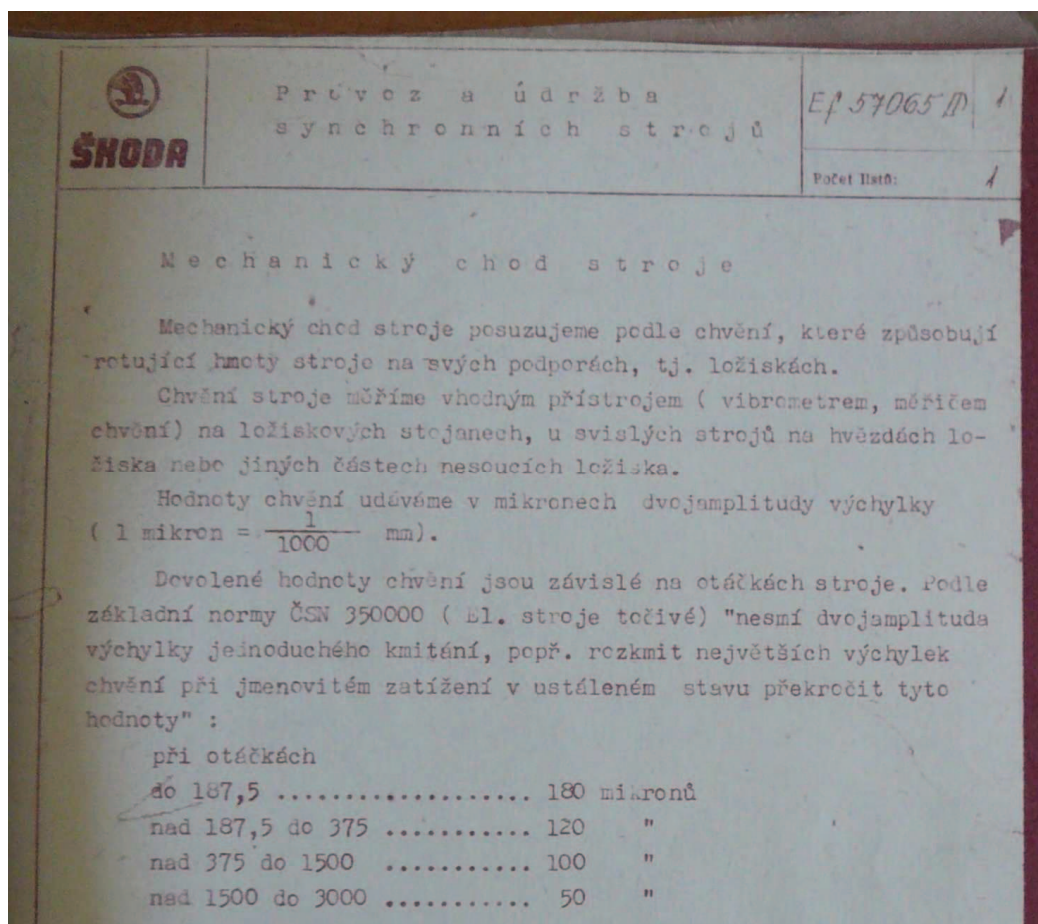 ŠKODA
Provoz a údržba
synchronních strojů
Ef 57065/III 1
Počet listů: 1
Mechanický chod stroje
Mechanický chod stroje posuzujeme podle chvění, které způsobují
rotující hmoty stroje na svých podporách, tj. ložiskách.
Chvění stroje měříme vhodným přístrojem ( vibrometrem, měřičem
chvění) na ložiskových stojanech, u svislých strojů na hvězdách lo-
žiska nebo jiných částech nesoucích ložiska.
Hodnoty chvění udáváme v mikronech dvojamplitudy výchylky
( 1 mikron = 1/1000 mm).
Dovolené hodnoty chvění jsou závislé na otáčkách stroje. Podle
základní normy ČSN 350000 ( El. stroje točivé) "nesmí dvojamplituda
výchylky jednoduchého kmitání, popř. rozkmit největších výchylek
chvění při jmenovitém zatížení v ustáleném stavu překročit tyto
hodnoty" :
při otáčkách
do 187,5 ................... 180 mikronů
nad 187,5 do 375 ........... 120 "
nad 375 do 1500 ........... 100 "
nad 1500 do 3000 ........... 50 "